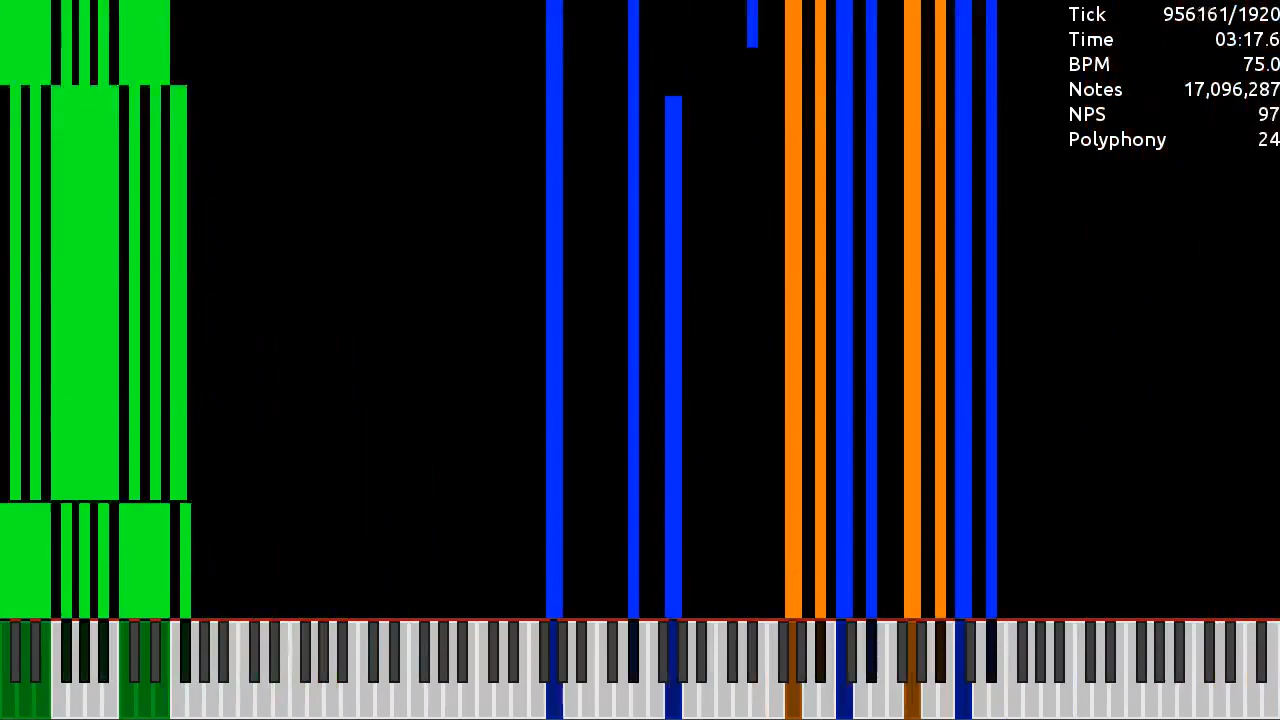 Tick 956161/1920
Time 03:17.6
BPM 75.0
Notes 17,096,287
NPS 97
Polyphony 24